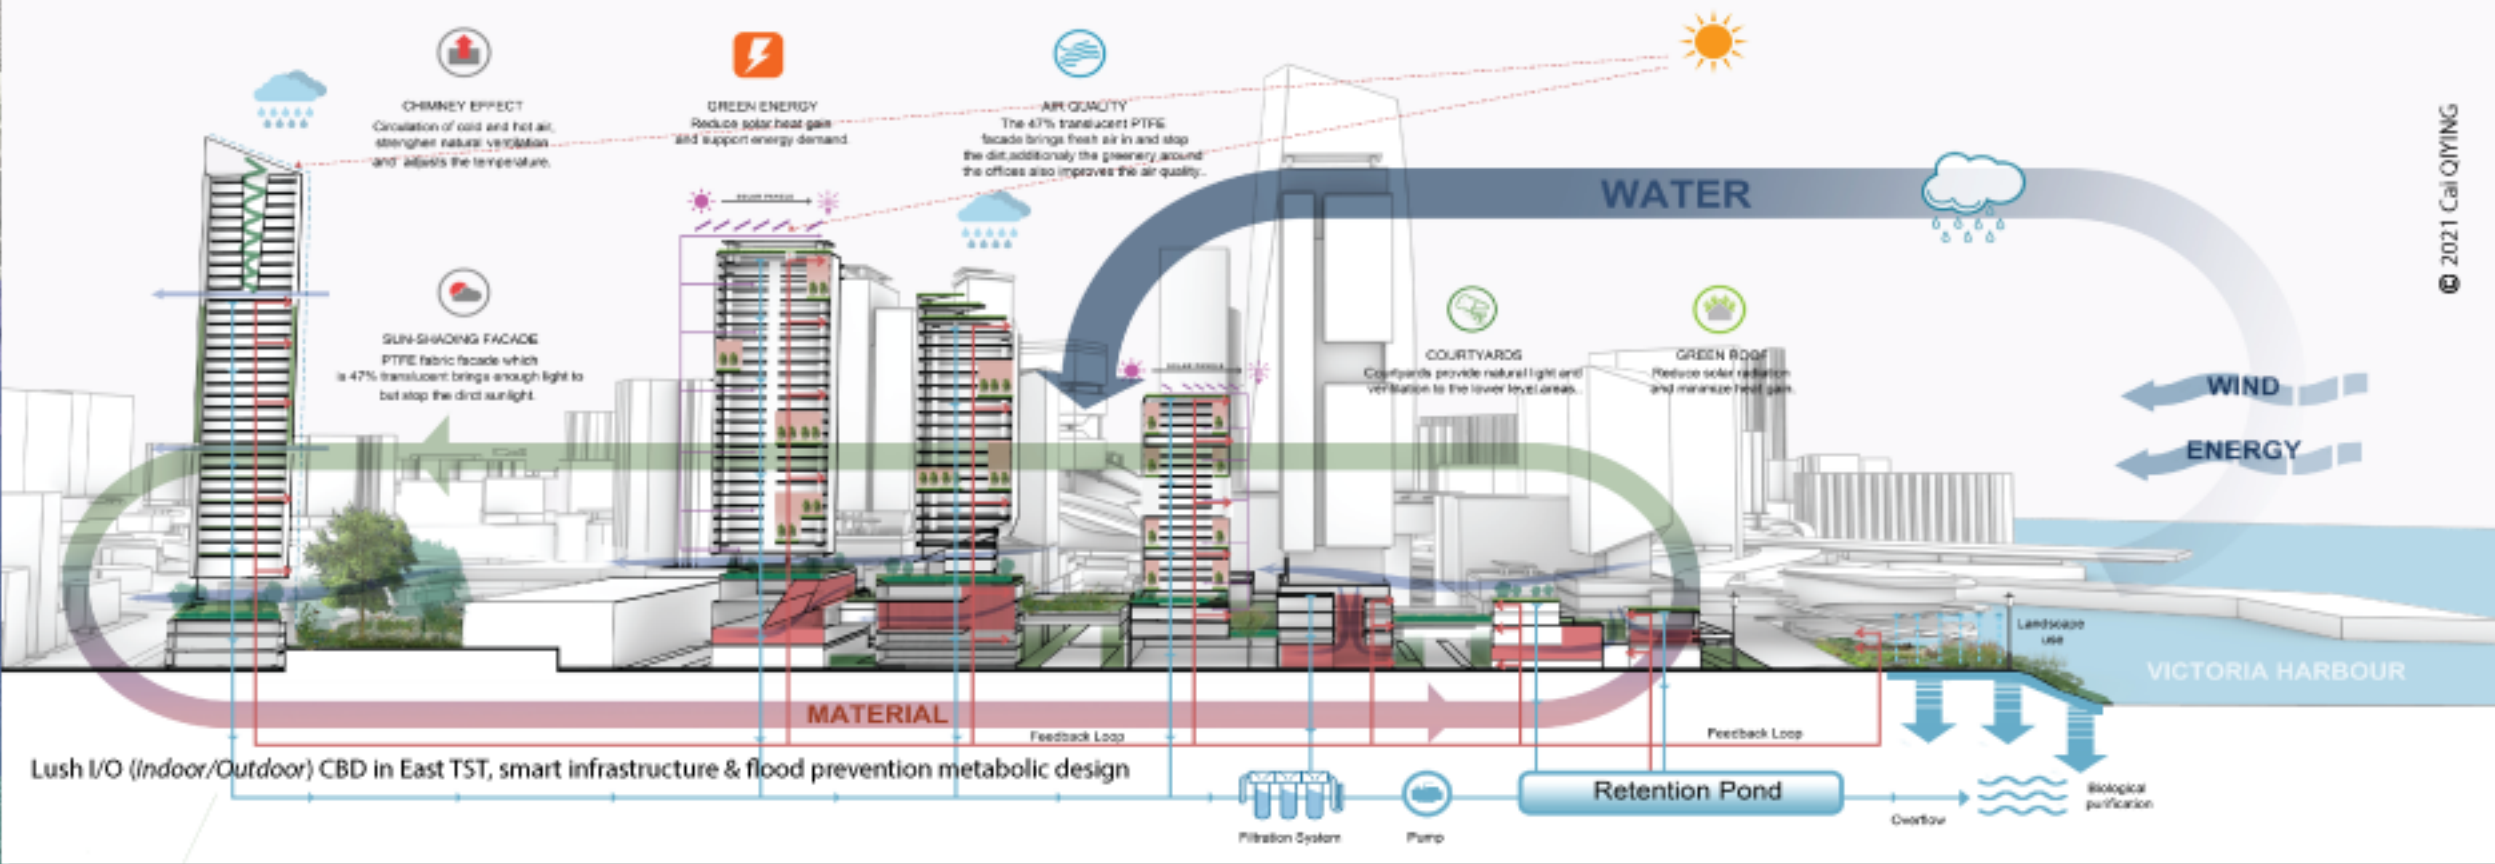 CHIMNEY EFFECT
Circulation of cold and hot air,
strenghen natural ventilation
and adjusts the temperature.
GREEN ENERGY
Reduce solar heat gain
and support energy demand.
AIR QUALITY
The 47% translucent PTFE
facade brings fresh air in and stop
the dirt,additionaly the greenery around
the offices also improves the air quality..
SOLAR PANELS
WATER
© 2021 Cai QIYING
SUN-SHADING FACADE
PTFE fabric facade which
is 47% translucent brings enough light to
but stop the dirct sunlight.
SOLAR PANELS
COURTYARDS
Courtyards provide natural light and
ventilation to the lower level areas..
GREEN ROOF
Reduce solar radiation
and minimize heat gain.
WIND
ENERGY
Landscape
use
VICTORIA HARBOUR
MATERIAL
Feedback Loop
Feedback Loop
Lush I/O (Indoor/Outdoor) CBD in East TST, smart infrastructure & flood prevention metabolic design
Retention Pond
Filtration System
Pump
Overflow
Biological
purification